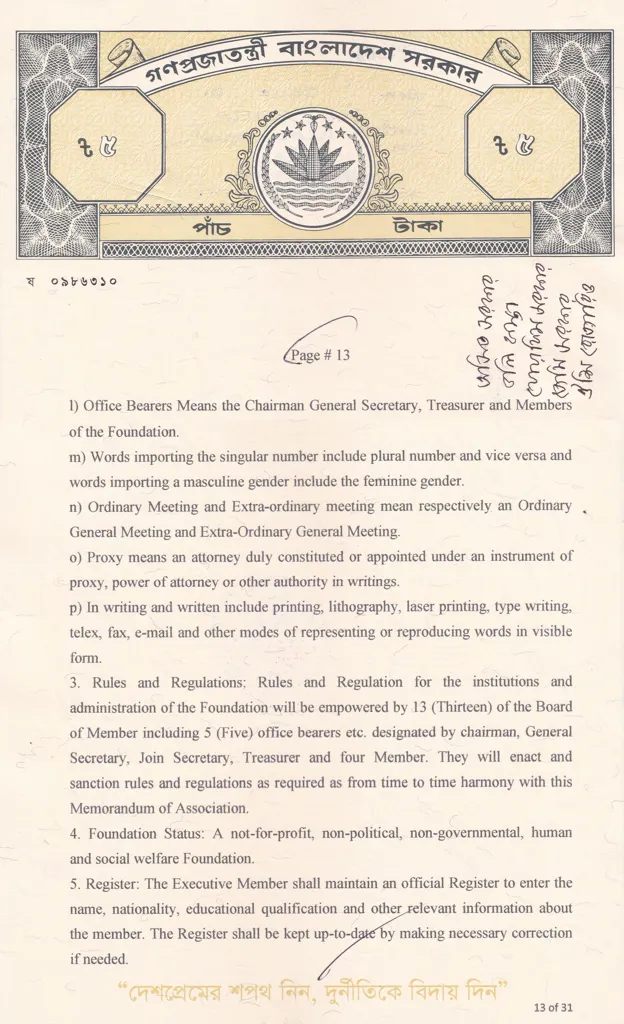 গণপ্রজাতন্ত্রী বাংলাদেশ সরকার
৳ ৫
৳ ৫
পাঁচ টাকা
ষ ০৯৮৬৩১০
Page # 13
l) Office Bearers Means the Chairman General Secretary, Treasurer and Members
of the Foundation.
m) Words importing the singular number include plural number and vice versa and
words importing a masculine gender include the feminine gender.
n) Ordinary Meeting and Extra-ordinary meeting mean respectively an Ordinary
General Meeting and Extra-Ordinary General Meeting.
o) Proxy means an attorney duly constituted or appointed under an instrument of
proxy, power of attorney or other authority in writings.
p) In writing and written include printing, lithography, laser printing, type writing,
telex, fax, e-mail and other modes of representing or reproducing words in visible
form.
3. Rules and Regulations: Rules and Regulation for the institutions and
administration of the Foundation will be empowered by 13 (Thirteen) of the Board
of Member including 5 (Five) office bearers etc. designated by chairman, General
Secretary, Join Secretary, Treasurer and four Member. They will enact and
sanction rules and regulations as required as from time to time harmony with this
Memorandum of Association.
4. Foundation Status: A not-for-profit, non-political, non-governmental, human
and social welfare Foundation.
5. Register: The Executive Member shall maintain an official Register to enter the
name, nationality, educational qualification and other relevant information about
the member. The Register shall be kept up-to-date by making necessary correction
if needed.
“দেশপ্রেমের শপথ নিন, দুর্নীতিকে বিদায় দিন”
13 of 31